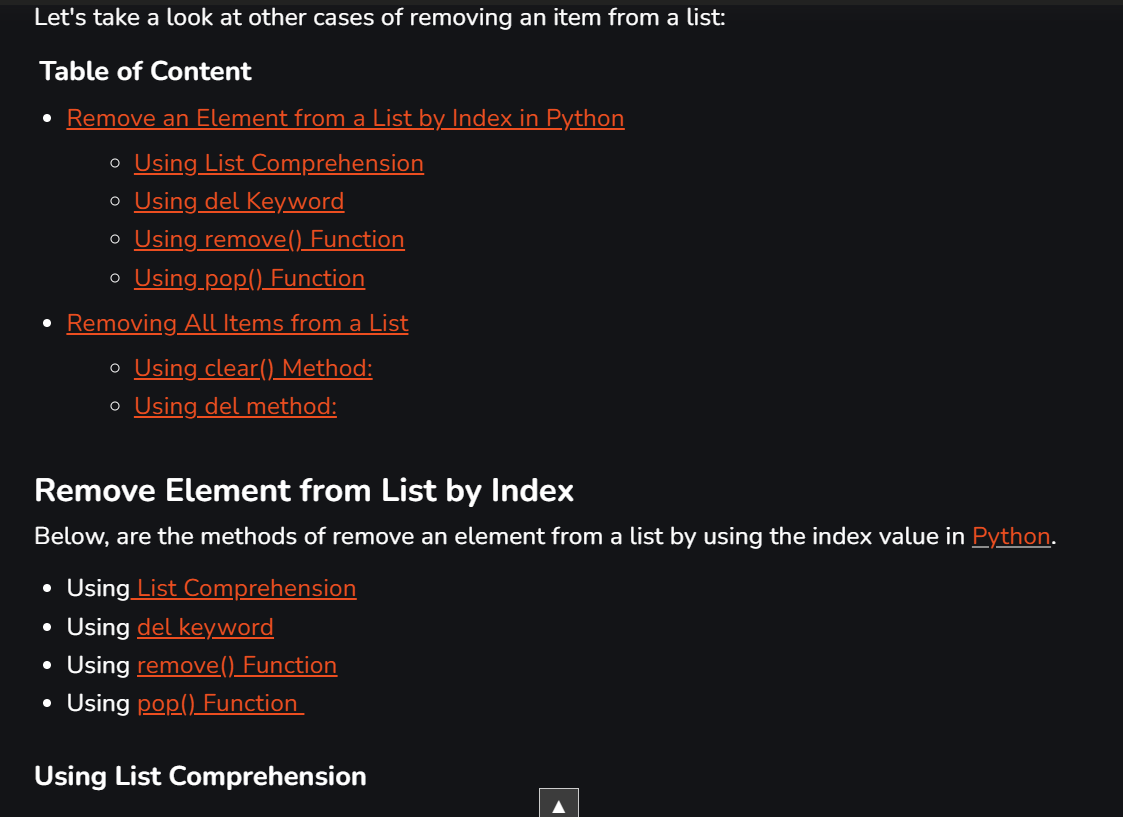 Let's take a look at other cases of removing an item from a list:
Table of Content
Remove an Element from a List by Index in Python
Using List Comprehension
Using del Keyword
Using remove() Function
Using pop() Function
Removing All Items from a List
Using clear() Method:
Using del method:
Remove Element from List by Index
Below, are the methods of remove an element from a list by using the index value in Python.
Using List Comprehension
Using del keyword
Using remove() Function
Using pop() Function
Using List Comprehension